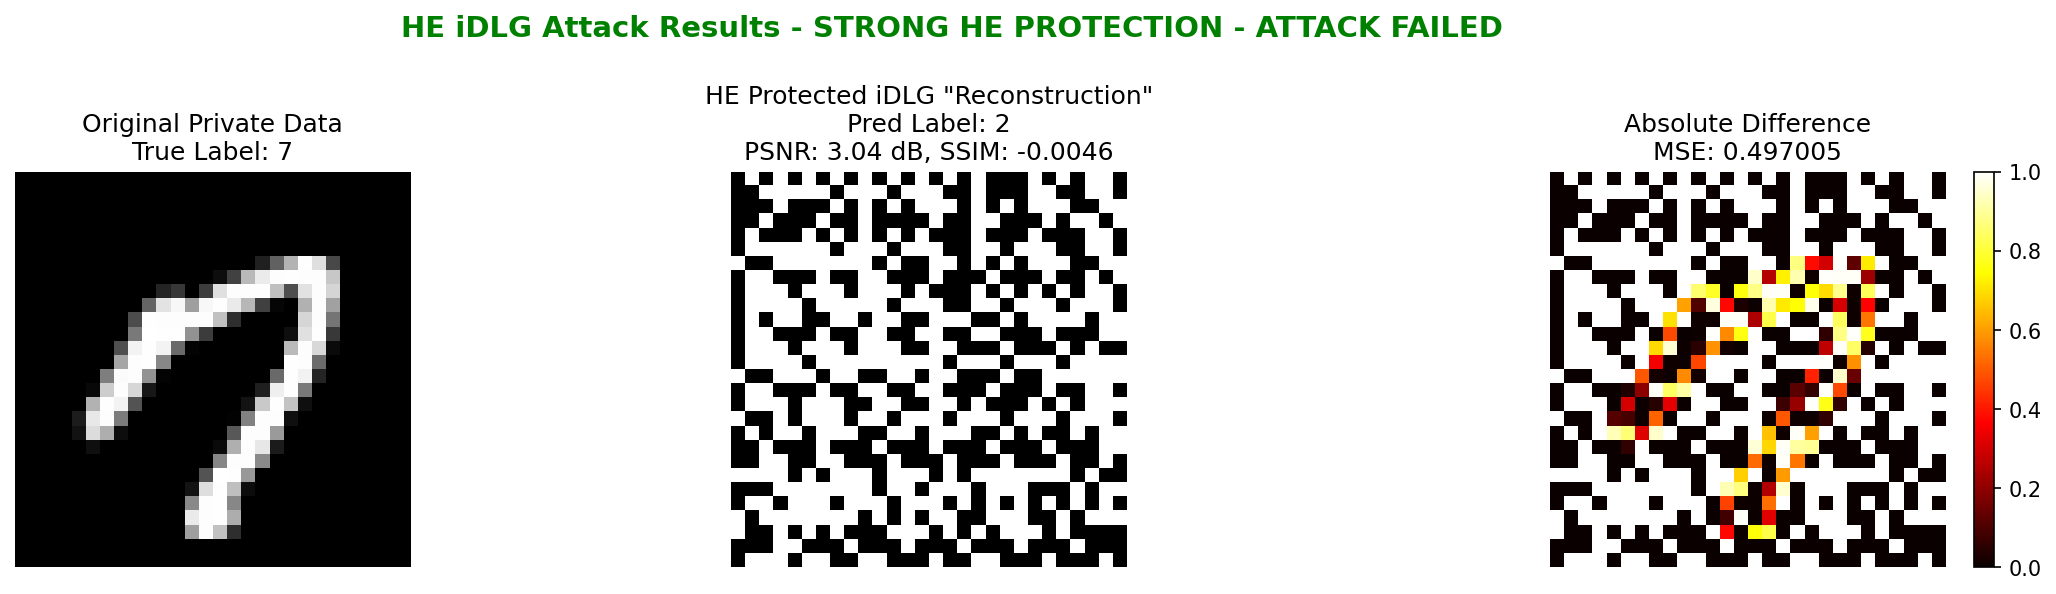 HE iDLG Attack Results - STRONG HE PROTECTION - ATTACK FAILED
Original Private Data
True Label: 7
HE Protected iDLG "Reconstruction"
Pred Label: 2
PSNR: 3.04 dB, SSIM: -0.0046
Absolute Difference
MSE: 0.497005
1.0
0.8
0.6
0.4
0.2
0.0